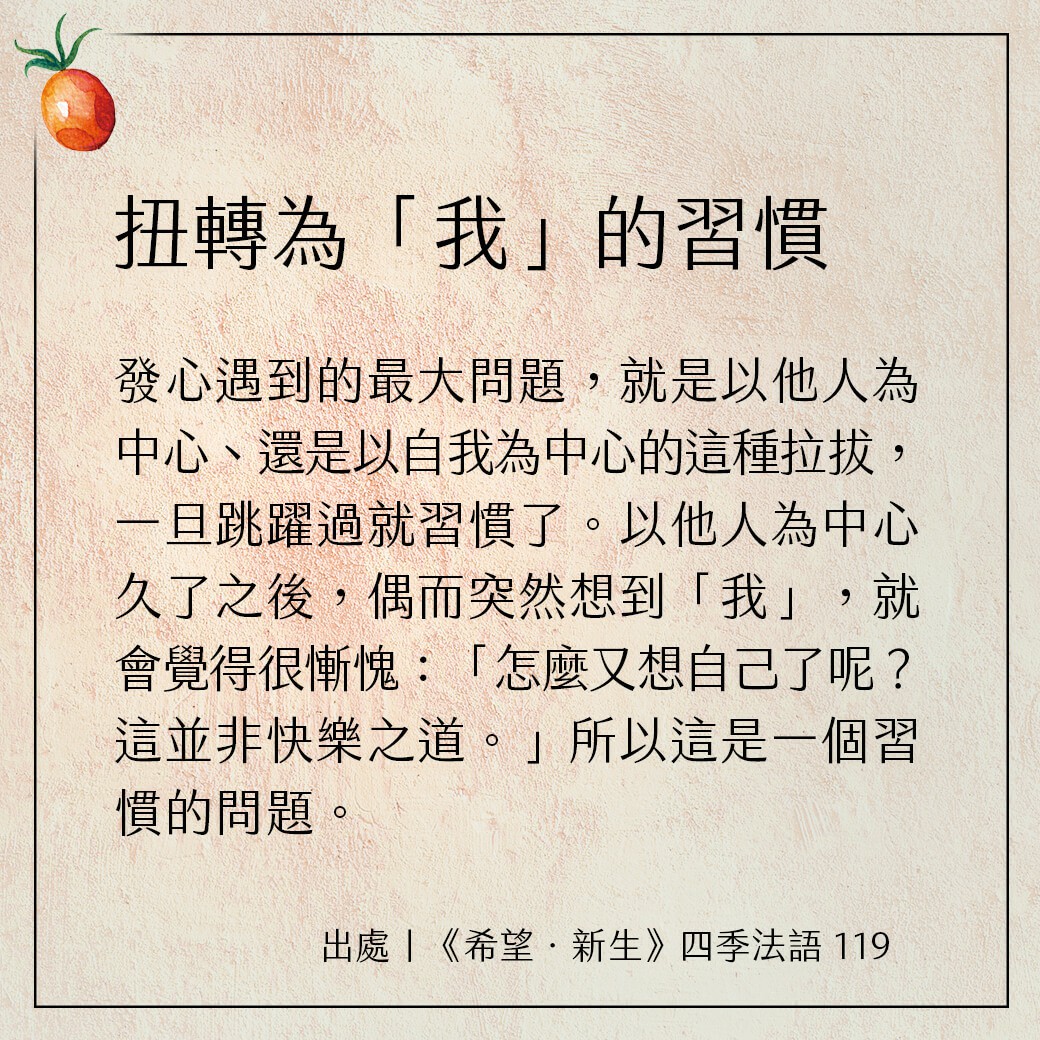 扭轉為「我」的習慣
發心遇到的最大問題，就是以他人為
中心、還是以自我為中心的這種拉拔，
一旦跳躍過就習慣了。以他人為中心
久了之後，偶而突然想到「我」，就
會覺得很慚愧：「怎麼又想自己了呢？
這並非快樂之道。」所以這是一個習
慣的問題。
出處｜《希望．新生》四季法語 119